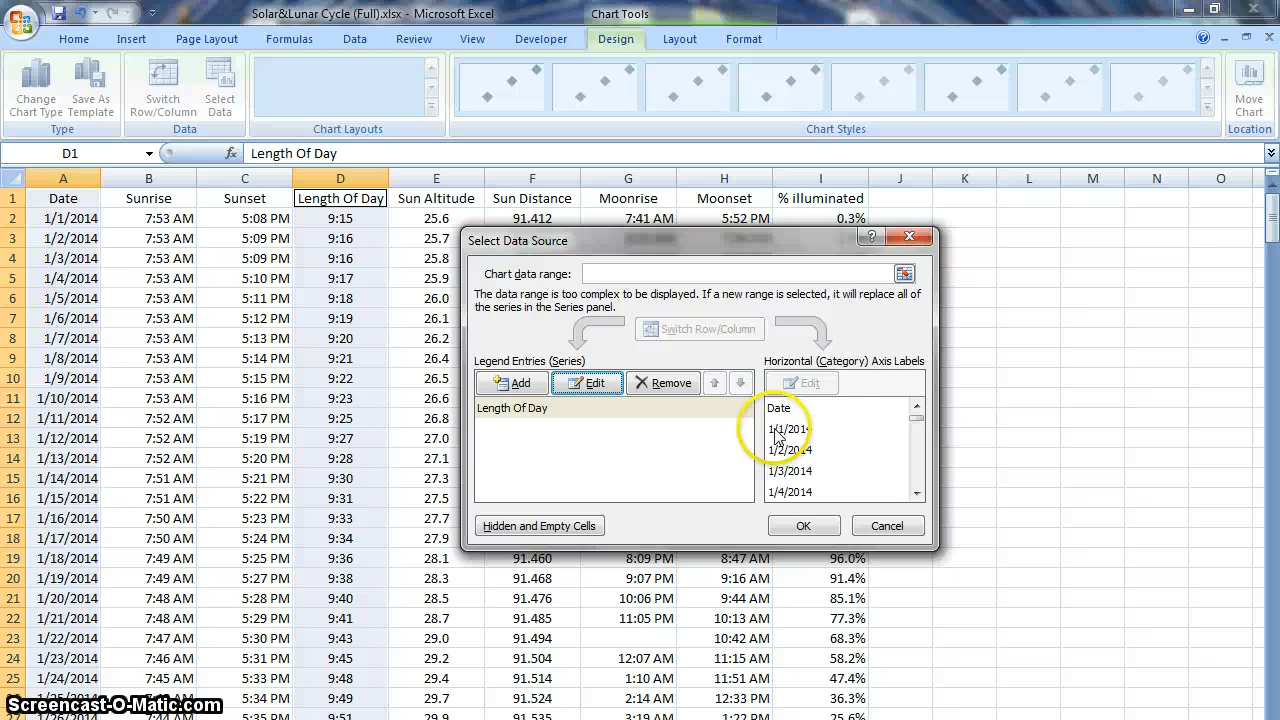 Solar&Lunar Cycle (Full).xlsx - Microsoft Excel
Chart Tools
Home Insert Page Layout Formulas Data Review View Developer Design Layout Format
Change Chart Type
Save As Template
Switch Row/Column
Select Data
Move Chart
Type Data Chart Layouts Chart Styles Location
D1 fx Length Of Day
A B C D E F G H I J K L M N O
1 Date Sunrise Sunset Length Of Day Sun Altitude Sun Distance Moonrise Moonset % illuminated
2 1/1/2014 7:53 AM 5:08 PM 9:15 25.6 91.412 7:41 AM 5:52 PM 0.3%
3 1/2/2014 7:53 AM 5:09 PM 9:16 25.7
4 1/3/2014 7:53 AM 5:09 PM 9:16 25.8
5 1/4/2014 7:53 AM 5:10 PM 9:17 25.9
6 1/5/2014 7:53 AM 5:11 PM 9:18 26.0
7 1/6/2014 7:53 AM 5:12 PM 9:19 26.1
8 1/7/2014 7:53 AM 5:13 PM 9:20 26.2
9 1/8/2014 7:53 AM 5:14 PM 9:21 26.4
10 1/9/2014 7:53 AM 5:15 PM 9:22 26.5
11 1/10/2014 7:53 AM 5:16 PM 9:23 26.6
12 1/11/2014 7:52 AM 5:17 PM 9:25 26.8
13 1/12/2014 7:52 AM 5:19 PM 9:27 27.0
14 1/13/2014 7:52 AM 5:20 PM 9:28 27.1
15 1/14/2014 7:51 AM 5:21 PM 9:30 27.3
16 1/15/2014 7:51 AM 5:22 PM 9:31 27.5
17 1/16/2014 7:50 AM 5:23 PM 9:33 27.7
18 1/17/2014 7:50 AM 5:24 PM 9:34 27.9
19 1/18/2014 7:49 AM 5:26 PM 9:36 28.1 91.460 8:09 PM 8:47 AM 96.0%
20 1/19/2014 7:49 AM 5:27 PM 9:38 28.3 91.468 9:07 PM 9:16 AM 91.4%
21 1/20/2014 7:48 AM 5:28 PM 9:40 28.5 91.476 10:06 PM 9:44 AM 85.1%
22 1/21/2014 7:48 AM 5:29 PM 9:41 28.7 91.485 11:05 PM 10:13 AM 77.3%
23 1/22/2014 7:47 AM 5:30 PM 9:43 29.0 91.494 10:42 AM 68.3%
24 1/23/2014 7:46 AM 5:31 PM 9:45 29.2 91.504 12:07 AM 11:15 AM 58.2%
25 1/24/2014 7:45 AM 5:33 PM 9:48 29.4 91.514 1:10 AM 11:51 AM 47.4%
5:34 PM 9:49 29.7 91.524 2:14 AM 12:33 PM 36.3%
9:51 29.9 91.535 3:19 AM 1:22 PM 25.6%
Select Data Source
Chart data range:
The data range is too complex to be displayed. If a new range is selected, it will replace all of
the series in the Series panel.
Switch Row/Column
Legend Entries (Series)
Add Edit Remove
Length Of Day
Horizontal (Category) Axis Labels
Edit
Date
1/1/2014
1/2/2014
1/3/2014
1/4/2014
Hidden and Empty Cells OK Cancel
Screencast-O-Matic.com